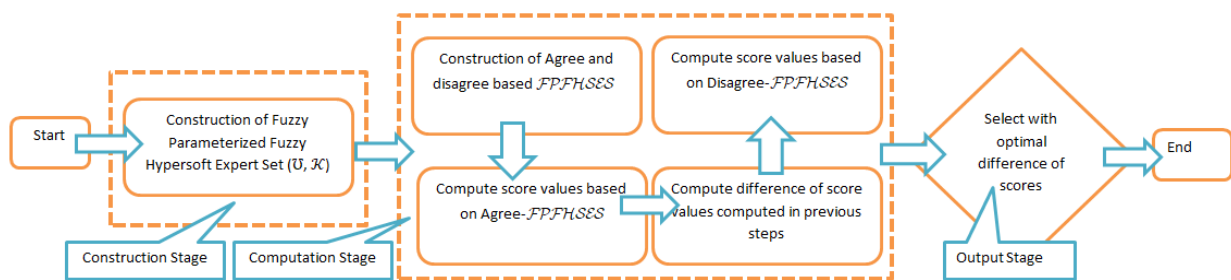 Start
Construction of Fuzzy
Parameterized Fuzzy
Hypersoft Expert Set (℧, 𝒦)
Construction Stage
Construction of Agree and
disagree based ℱ𝒫ℱℋ𝒮ℰ𝒮
Compute score values based
on Agree-ℱ𝒫ℱℋ𝒮ℰ𝒮
Computation Stage
Compute difference of score
values computed in previous
steps
Compute score values based
on Disagree-ℱ𝒫ℱℋ𝒮ℰ𝒮
Select with
optimal
difference of
scores
Output Stage
End